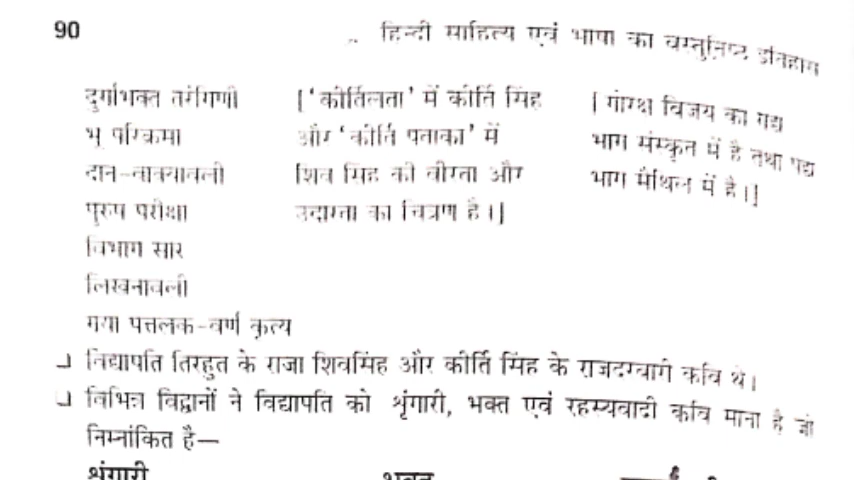 90 हिन्दी साहित्य एवं भाषा का वस्तुनिष्ठ इतिहास
दुर्गाभक्त तरंगिणी ['कीर्तिलता' में कीर्ति सिंह [गोरक्ष विजय का गद्य
भू परिक्रमा और 'कीर्ति पताका' में भाग संस्कृत में है तथा पद्य
दान-वाक्यावली शिव सिंह की वीरता और भाग मैथिल में है।]
पुरुष परीक्षा उदारता का चित्रण है।]
विभाग सार
लिखनावली
गया पत्तलक-वर्ण कृत्य
❑ विद्यापति तिरहुत के राजा शिवसिंह और कीर्ति सिंह के राजदरबारी कवि थे।
❑ विभिन्न विद्वानों ने विद्यापति को श्रृंगारी, भक्त एवं रहस्यवादी कवि माना है जो
निम्नांकित है—
श्रृंगारी भक्त